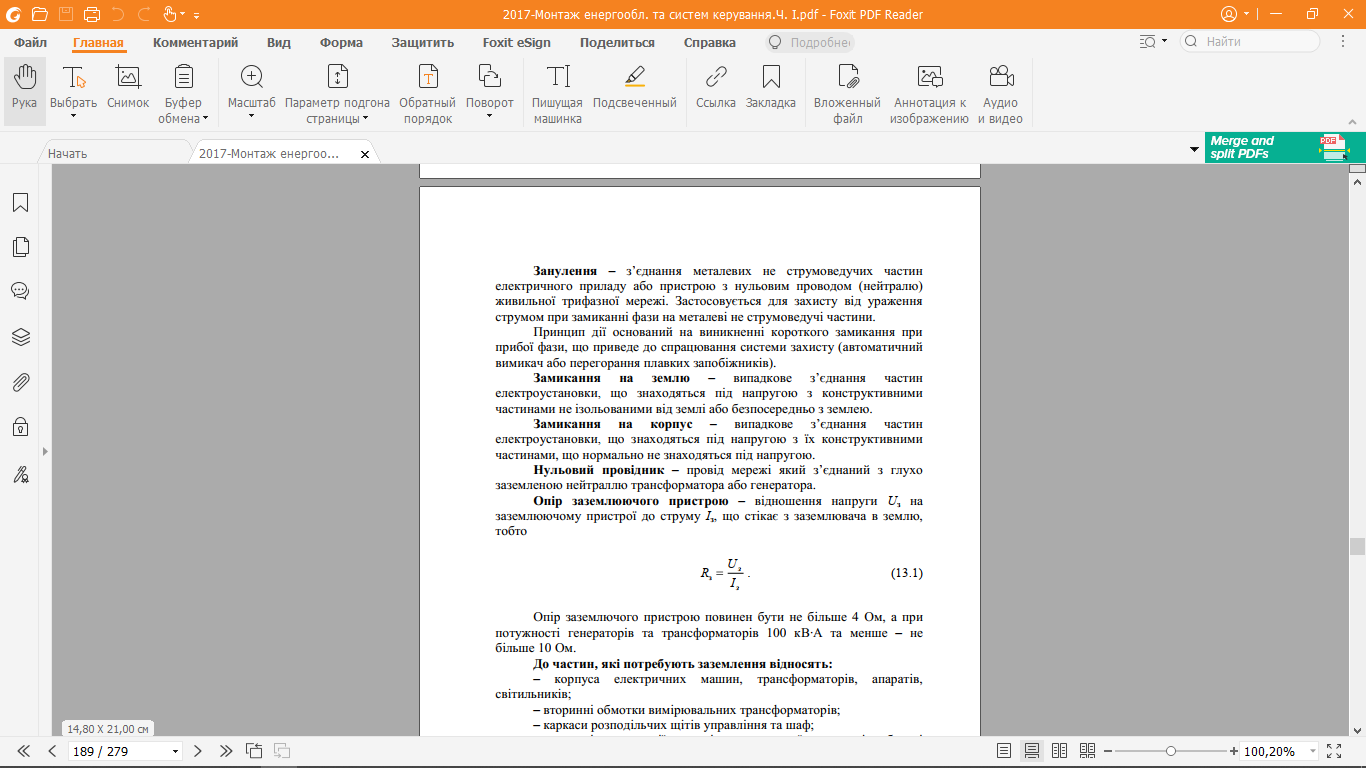 2017-Монтаж енергообл. та систем керування.Ч. I.pdf - Foxit PDF Reader
Файл Главная Комментарий Вид Форма Защитить Foxit eSign Поделиться Справка Подробнее Найти
Рука Выбрать Снимок Буфер обмена Масштаб Параметр подгона страницы Обратный порядок Поворот Пишущая машинка Подсвеченный Ссылка Закладка Вложенный файл Аннотация к изображению Аудио и видео
Начать 2017-Монтаж енергоо... Merge and
split PDFs
PDF
Занулення – з’єднання металевих не струмоведучих частин
електричного приладу або пристрою з нульовим проводом (нейтралю)
живильної трифазної мережі. Застосовується для захисту від ураження
струмом при замиканні фази на металеві не струмоведучі частини.
Принцип дії оснований на виникненні короткого замикання при
прибої фази, що приведе до спрацювання системи захисту (автоматичний
вимикач або перегорання плавких запобіжників).
Замикання на землю – випадкове з’єднання частин
електроустановки, що знаходяться під напругою з конструктивними
частинами не ізольованими від землі або безпосередньо з землею.
Замикання на корпус – випадкове з’єднання частин
електроустановки, що знаходяться під напругою з їх конструктивними
частинами, що нормально не знаходяться під напругою.
Нульовий провідник – провід мережі який з’єднаний з глухо
заземленою нейтраллю трансформатора або генератора.
Опір заземлюючого пристрою – відношення напруги Uз на
заземлюючому пристрої до струму Iз, що стікає з заземлювача в землю,
тобто
Rз = Uз / Iз . (13.1)
Опір заземлючого пристрою повинен бути не більше 4 Ом, а при
потужності генераторів та трансформаторів 100 кВ·А та менше – не
більше 10 Ом.
До частин, які потребують заземлення відносять:
– корпуса електричних машин, трансформаторів, апаратів,
світильників;
– вторинні обмотки вимірювальних трансформаторів;
– каркаси розподільчих щітів управління та шаф;
14,80 X 21,00 см
189 / 279 100,20%